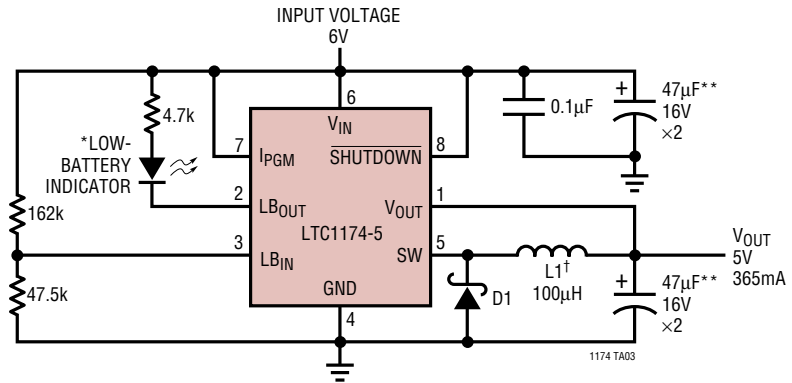 INPUT VOLTAGE
6V
6
4.7k
*LOW-
BATTERY
INDICATOR
7
VIN
IPGM
SHUTDOWN
8
0.1µF
+
47µF**
16V
×2
2
LBOUT
VOUT
1
162k
LTC1174-5
3
LBIN
SW
5
L1†
100µH
VOUT
5V
365mA
47.5k
GND
4
D1
+
47µF**
16V
×2
1174 TA03